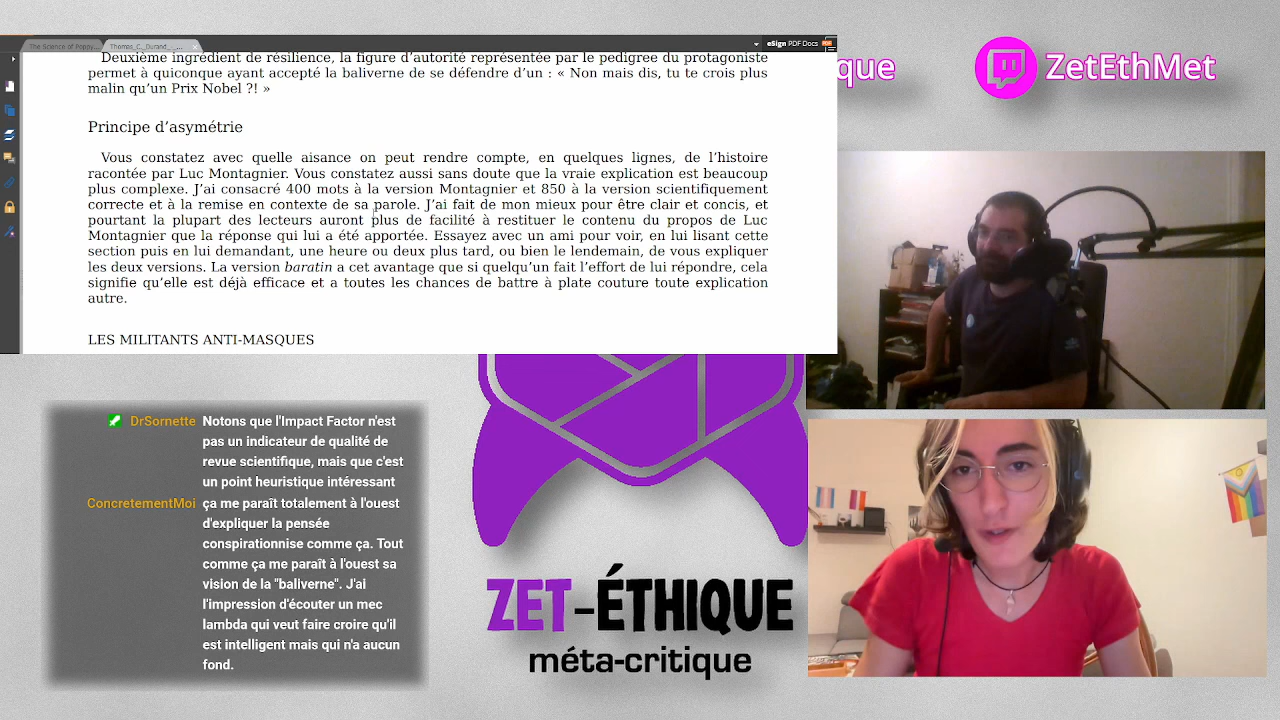 The Science of Poppy...
Thomas_C._Durand_-_...
eSign PDF Docs
Douxième ingrédient de résilience, la figure d'autorité représentée par le pedigree du protagoniste
permet à quiconque ayant accepté la baliverne de se défendre d'un : « Non mais dis, tu te crois plus
malin qu'un Prix Nobel ?! »
Principe d'asymétrie
Vous constatez avec quelle aisance on peut rendre compte, en quelques lignes, de l'histoire
racontée par Luc Montagnier. Vous constatez aussi sans doute que la vraie explication est beaucoup
plus complexe. J'ai consacré 400 mots à la version Montagnier et 850 à la version scientifiquement
correcte et à la remise en contexte de sa parole. J'ai fait de mon mieux pour être clair et concis, et
pourtant la plupart des lecteurs auront plus de facilité à restituer le contenu du propos de Luc
Montagnier que la réponse qui lui a été apportée. Essayez avec un ami pour voir, en lui lisant cette
section puis en lui demandant, une heure ou deux plus tard, ou bien le lendemain, de vous expliquer
les deux versions. La version baratin a cet avantage que si quelqu'un fait l'effort de lui répondre, cela
signifie qu'elle est déjà efficace et a toutes les chances de battre à plate couture toute explication
autre.
LES MILITANTS ANTI-MASQUES
que
ZetEthMet
DrSornette Notons que l'Impact Factor n'est
pas un indicateur de qualité de
revue scientifique, mais que c'est
un point heuristique intéressant
ConcretementMoi ça me paraît totalement à l'ouest
d'expliquer la pensée
conspirationnise comme ça. Tout
comme ça me paraît à l'ouest sa
vision de la "baliverne". J'ai
l'impression d'écouter un mec
lambda qui veut faire croire qu'il
est intelligent mais qui n'a aucun
fond.
ZET-ÉTHIQUE
méta-critique